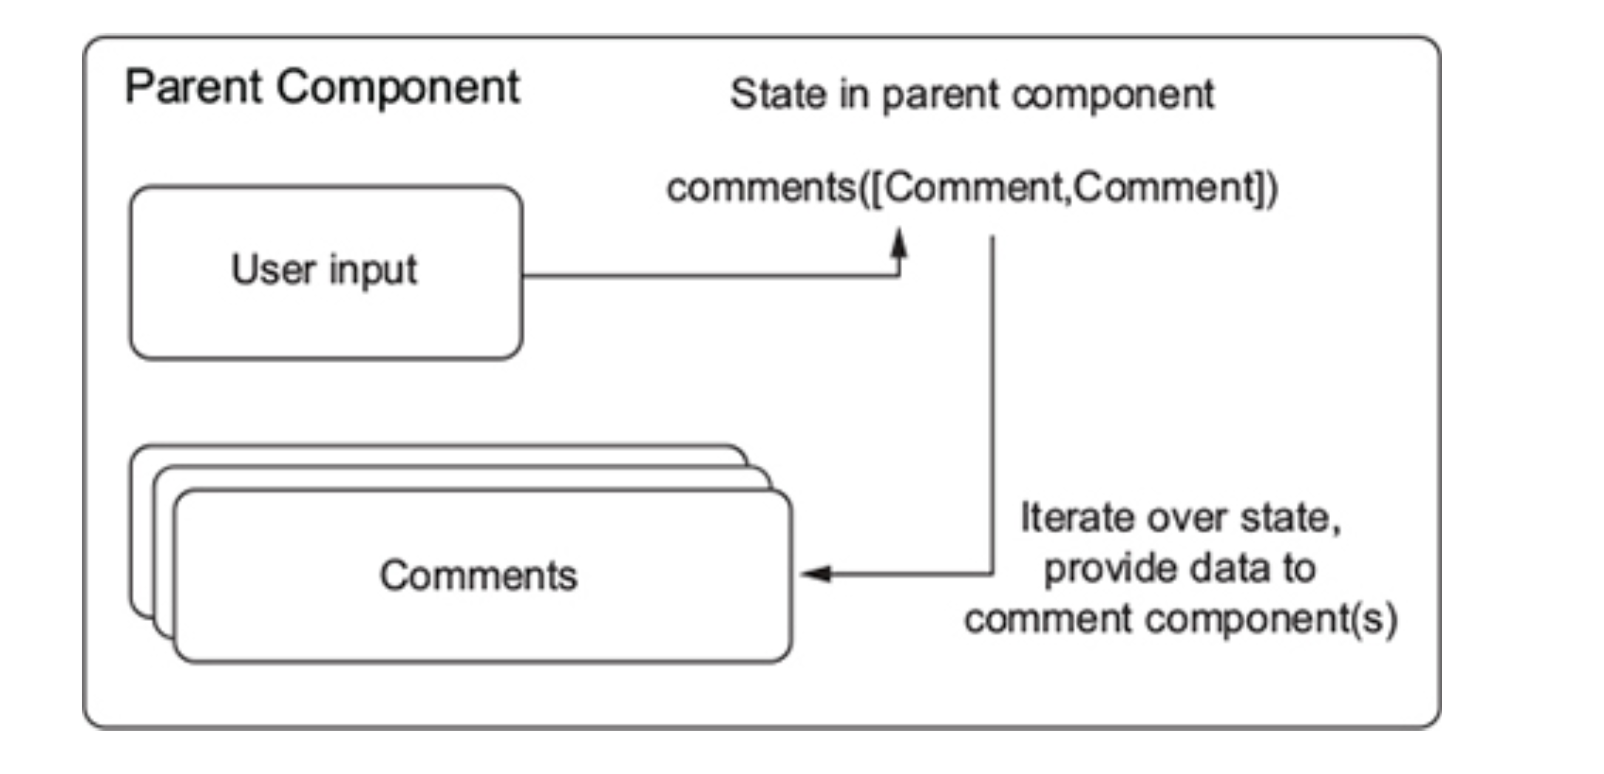 Parent Component
State in parent component
comments([Comment,Comment])
User input
Comments
Iterate over state,
provide data to
comment component(s)